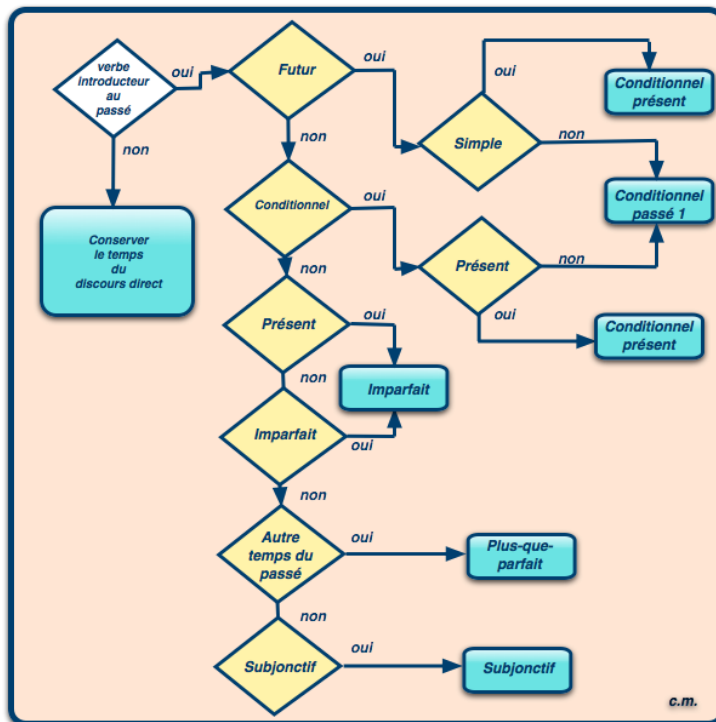 verbe
introducteur
au
passé
oui
Futur
oui
oui
Conditionnel
présent
non
non
Simple
non
Conditionnel
oui
Conditionnel
passé 1
Conserver
le temps
du
discours direct
non
Présent
non
Présent
oui
oui
Conditionnel
présent
non
Imparfait
Imparfait
oui
non
Autre
temps du
passé
oui
Plus-que-
parfait
non
Subjonctif
oui
Subjonctif
c.m.